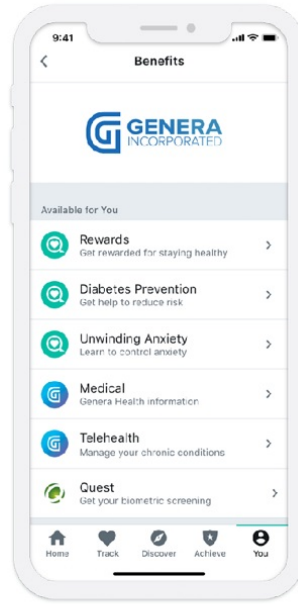 9:41
Benefits
GENERA
INCORPORATED
Available for You
Rewards
Get rewarded for staying healthy
Diabetes Prevention
Get help to reduce risk
Unwinding Anxiety
Learn to control anxiety
Medical
Genera Health information
Telehealth
Manage your chronic conditions
Quest
Get your biometric screening
Home Track Discover Achieve You